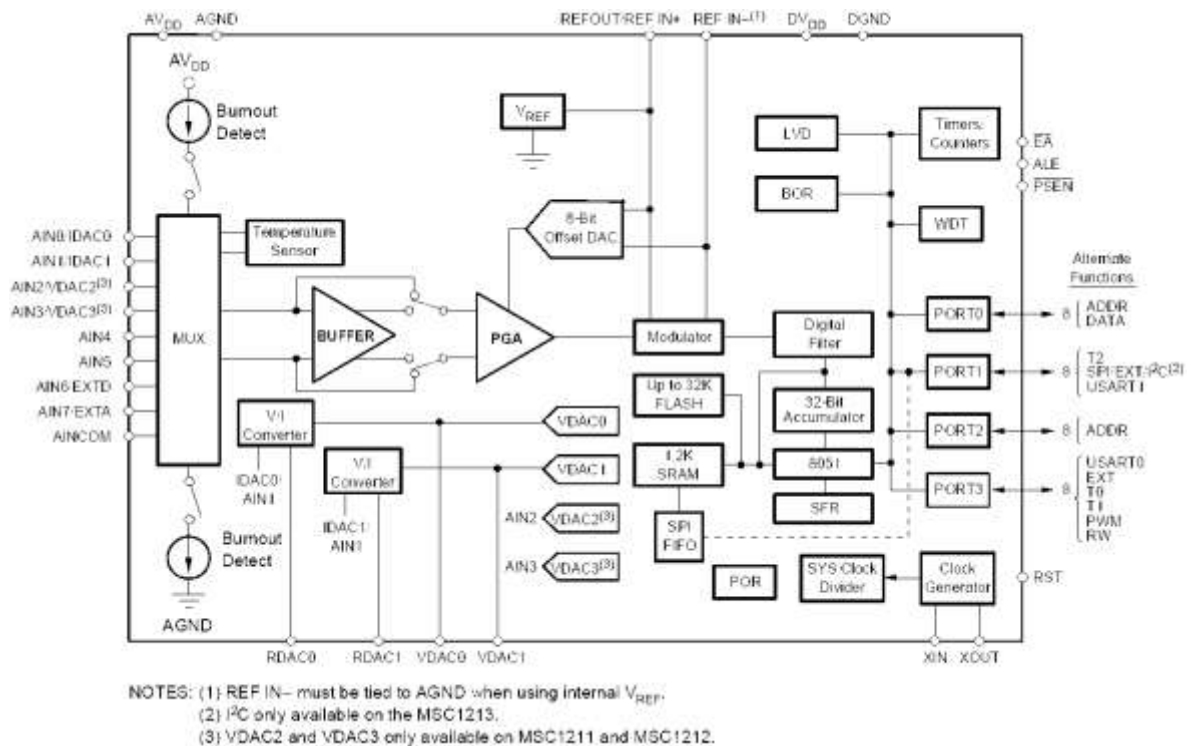 AVDD AGND REFOUT/REF IN+ REF IN–(1) DVDD DGND
AVDD
Burnout
Detect
VREF
LVD
Timers/
Counters
EA
ALE
PSEN
BOR
WDT
8-Bit
Offset DAC
Temperature
Sensor
AIN0/IDAC0
AIN1/IDAC1
AIN2/VDAC2(3)
AIN3/VDAC3(3)
AIN4
AIN5
AIN6/EXTD
AIN7/EXTA
AINCOM
MUX
BUFFER
PGA
Modulator
Digital
Filter
Alternate
Functions
PORT0
8
ADDR
DATA
PORT1
8
T2
SPI/EXT/I2C(2)
USART1
PORT2
8
ADDR
PORT3
8
USART0
EXT
T0
T1
PWM
RW
Up to 32K
FLASH
32-Bit
Accumulator
1.2K
SRAM
8051
SFR
SPI
FIFO
POR
SYS Clock
Divider
Clock
Generator
RST
V/I
Converter
V/I
Converter
VDAC0
VDAC1
AIN2 VDAC2(3)
AIN3 VDAC3(3)
IDAC0/
AIN1
IDAC1/
AIN1
Burnout
Detect
AGND
RDAC0 RDAC1 VDAC0 VDAC1 XIN XOUT
NOTES: (1) REF IN– must be tied to AGND when using internal VREF.
(2) I2C only available on the MSC1213.
(3) VDAC2 and VDAC3 only available on MSC1211 and MSC1212.